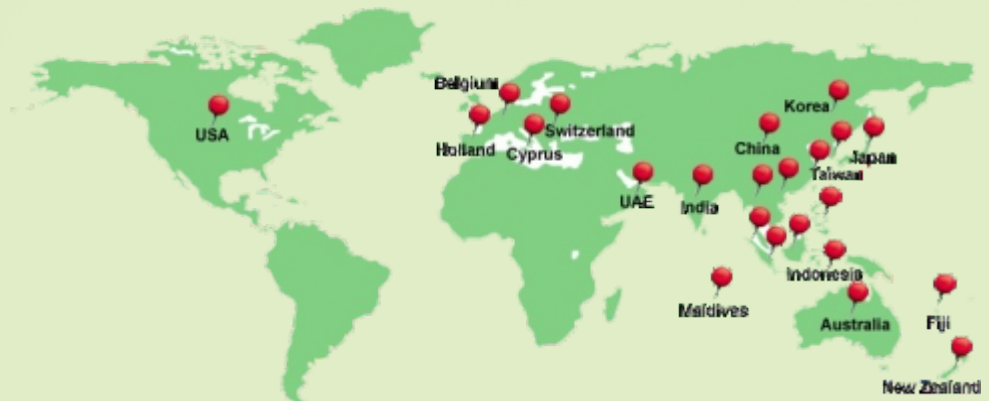 Belgium
USA
Holland
Cyprus
Switzerland
Korea
China
Japan
Taiwan
UAE
India
Indonesia
Maldives
Australia
Fiji
New Zealand